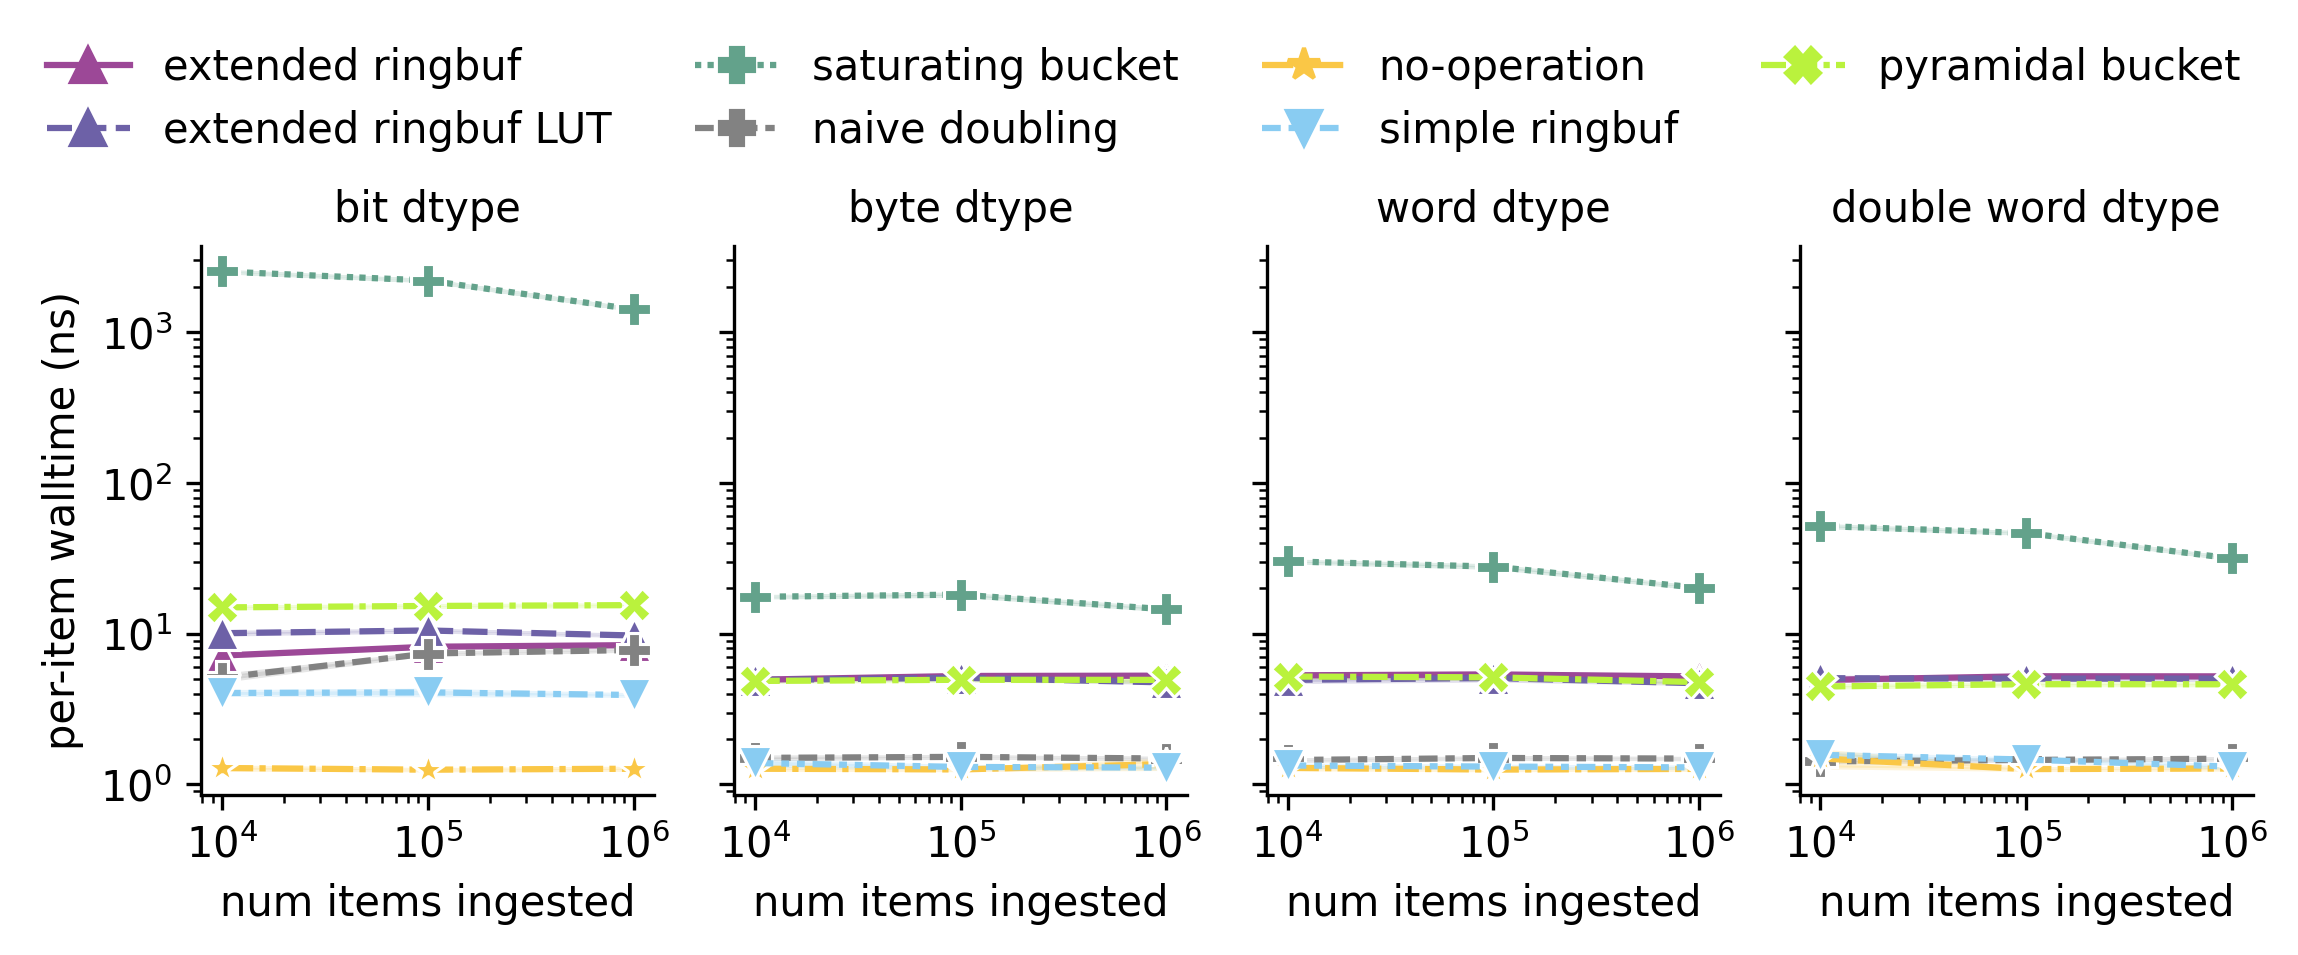 extended ringbuf saturating bucket no-operation pyramidal bucket
extended ringbuf LUT naive doubling simple ringbuf
bit dtype byte dtype word dtype double word dtype
per-item walltime (ns)
10³
10²
10¹
10⁰
10⁴ 10⁵ 10⁶ 10⁴ 10⁵ 10⁶ 10⁴ 10⁵ 10⁶ 10⁴ 10⁵ 10⁶
num items ingested num items ingested num items ingested num items ingested